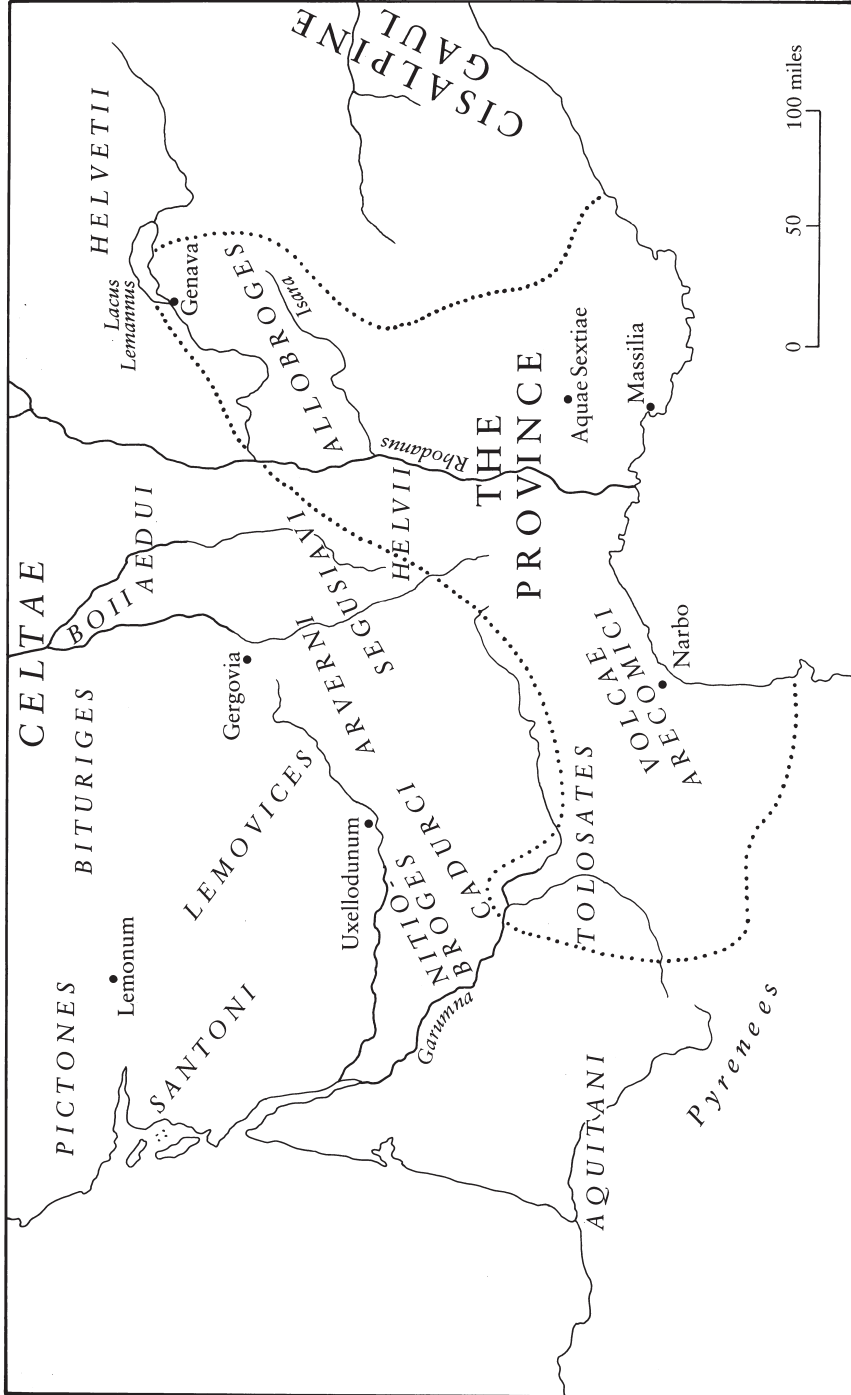 CELTAE
PICTONES
BITURIGES
BOII
AEDUI
HELVETII
Lacus
Lemannus
Genava
Lemonum
SANTONI
LEMOVICES
Gergovia
ARVERNI
SEGUSIAVI
ALLOBROGES
Isara
CISALPINE
GAUL
Uxellodunum
NITIO-
BROGES
CADURCI
Garumna
HELVII
Rhodanus
THE
PROVINCE
Aquae Sextiae
Massilia
AQUITANI
TOLOSATES
VOLCAE
ARECOMICI
Narbo
Pyrenees
0 50 100 miles